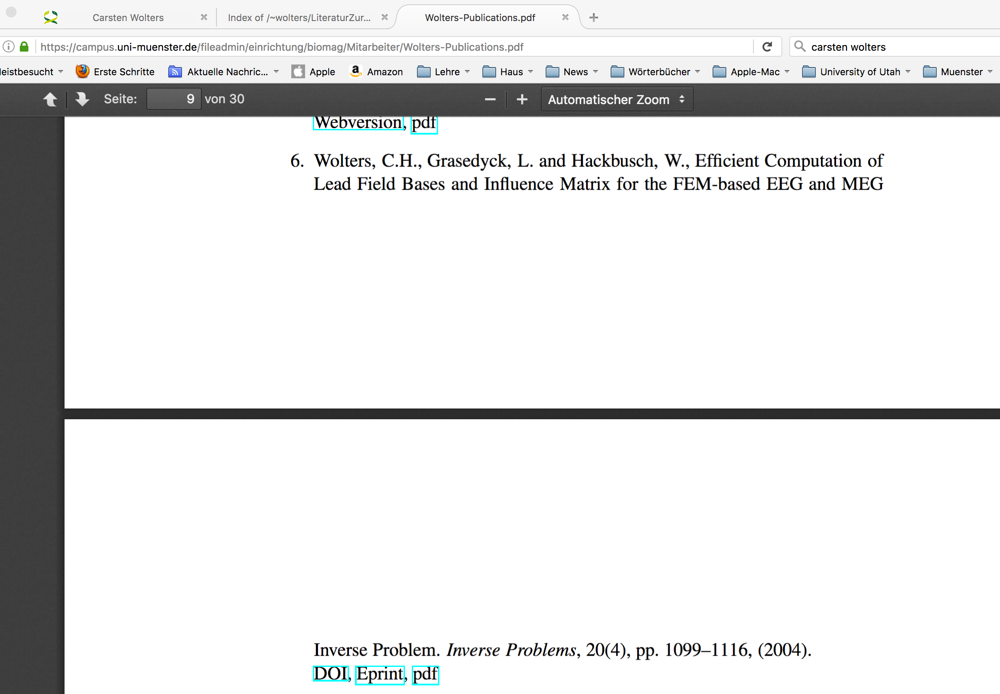 Carsten Wolters
Index of /~wolters/LiteraturZur...
Wolters-Publications.pdf
https://campus.uni-muenster.de/fileadmin/einrichtung/biomag/Mitarbeiter/Wolters-Publications.pdf
carsten wolters
leistbesucht Erste Schritte Aktuelle Nachric... Apple Amazon Lehre Haus News Wörterbücher Apple-Mac University of Utah Muenster
Seite: 9 von 30 Automatischer Zoom
Webversion, pdf
6. Wolters, C.H., Grasedyck, L. and Hackbusch, W., Efficient Computation of
Lead Field Bases and Influence Matrix for the FEM-based EEG and MEG
Inverse Problem. Inverse Problems, 20(4), pp. 1099–1116, (2004).
DOI, Eprint, pdf